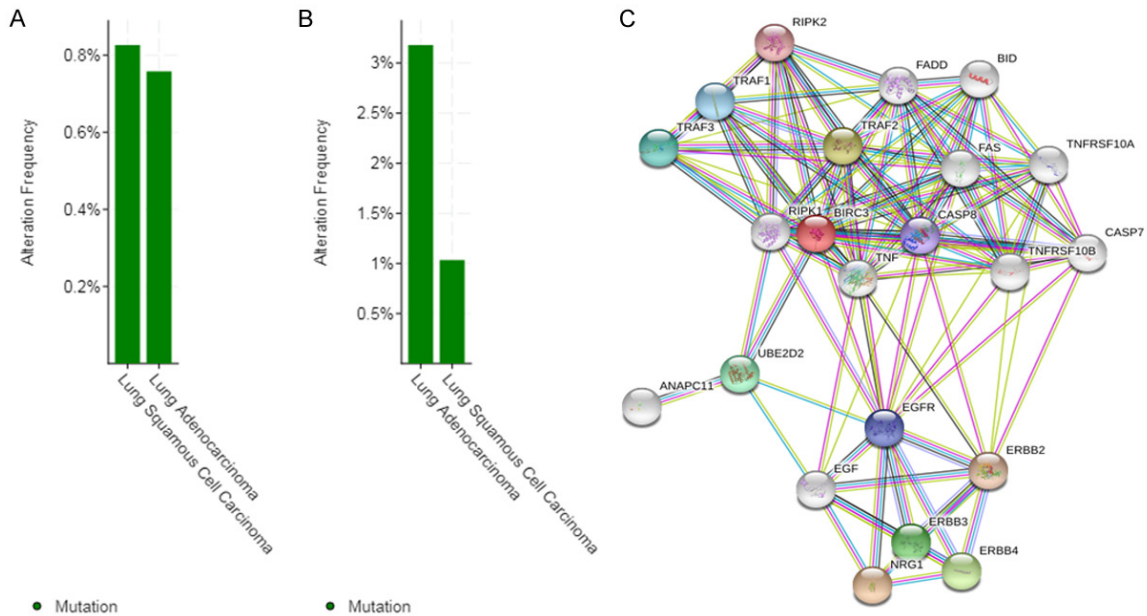 A
Alteration Frequency
0.8%
0.6%
0.4%
0.2%
Lung Squamous Cell Carcinoma
Lung Adenocarcinoma
Mutation
B
Alteration Frequency
3%
2.5%
2%
1.5%
1%
0.5%
Lung Adenocarcinoma
Lung Squamous Cell Carcinoma
Mutation
C
RIPK2
FADD
BID
TRAF1
TRAF3
TRAF2
FAS
TNFRSF10A
RIPK1
BIRC3
CASP8
CASP7
TNFRSF10B
TNF
UBE2D2
ANAPC11
EGFR
ERBB2
EGF
ERBB3
ERBB4
NRG1